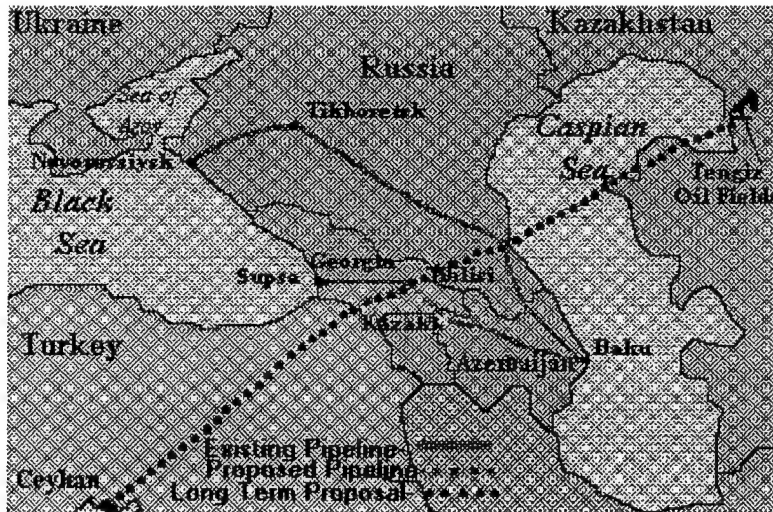 Ukraine
Kazakhstan
Russia
Sea of
Azov
Tikhoretsk
Caspian
Sea
Novorossiysk
Tengiz
Oil Field
Black
Sea
Georgia
Supsa
Tbilisi
Kazaki
Turkey
Baku
Azerbaijan
Existing Pipeline-
Proposed Pipeline-
Ceyhan
Long Term Proposal-